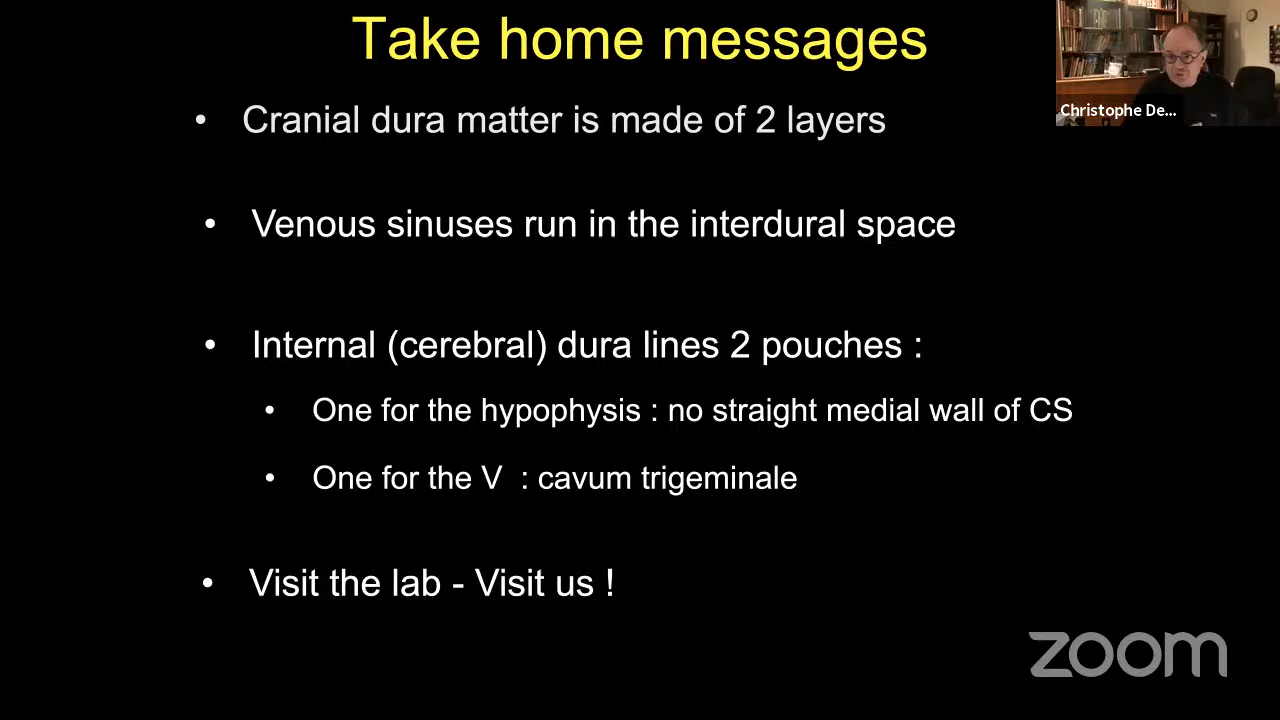 Take home messages
Christophe De...
• Cranial dura matter is made of 2 layers
• Venous sinuses run in the interdural space
• Internal (cerebral) dura lines 2 pouches :
• One for the hypophysis : no straight medial wall of CS
• One for the V : cavum trigeminale
• Visit the lab - Visit us !
zoom